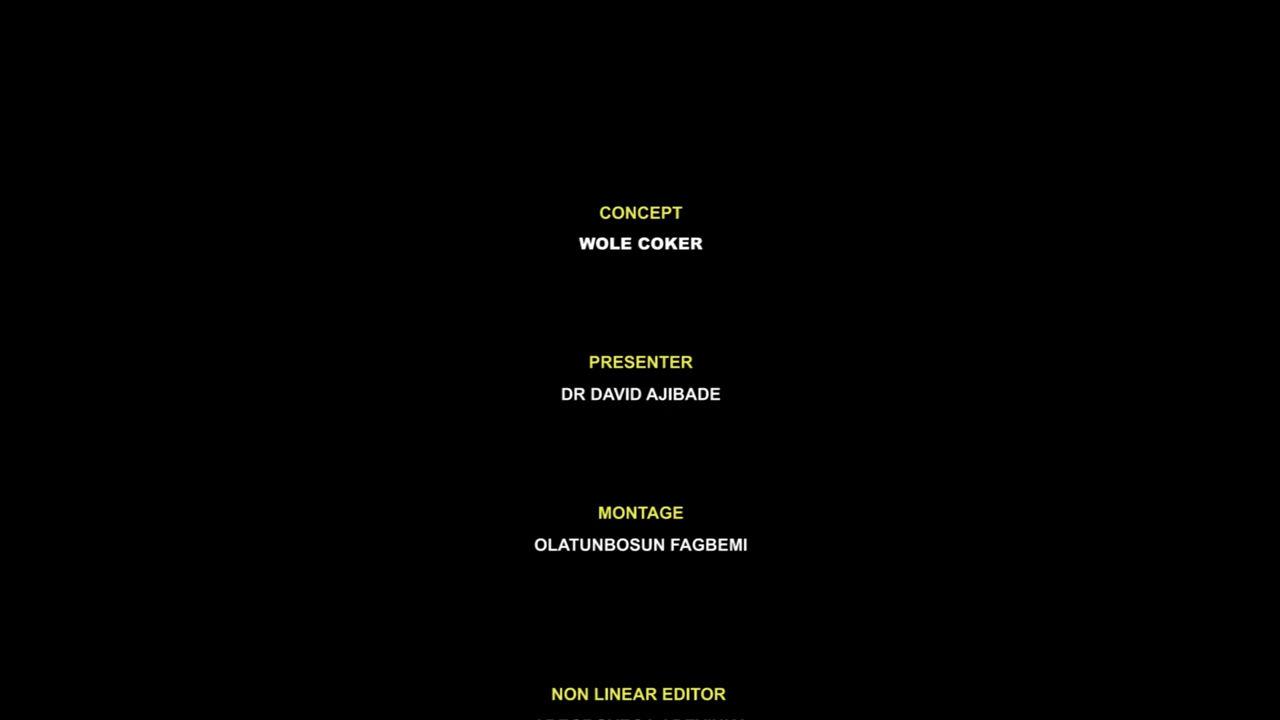 CONCEPT
WOLE COKER
PRESENTER
DR DAVID AJIBADE
MONTAGE
OLATUNBOSUN FAGBEMI
NON LINEAR EDITOR